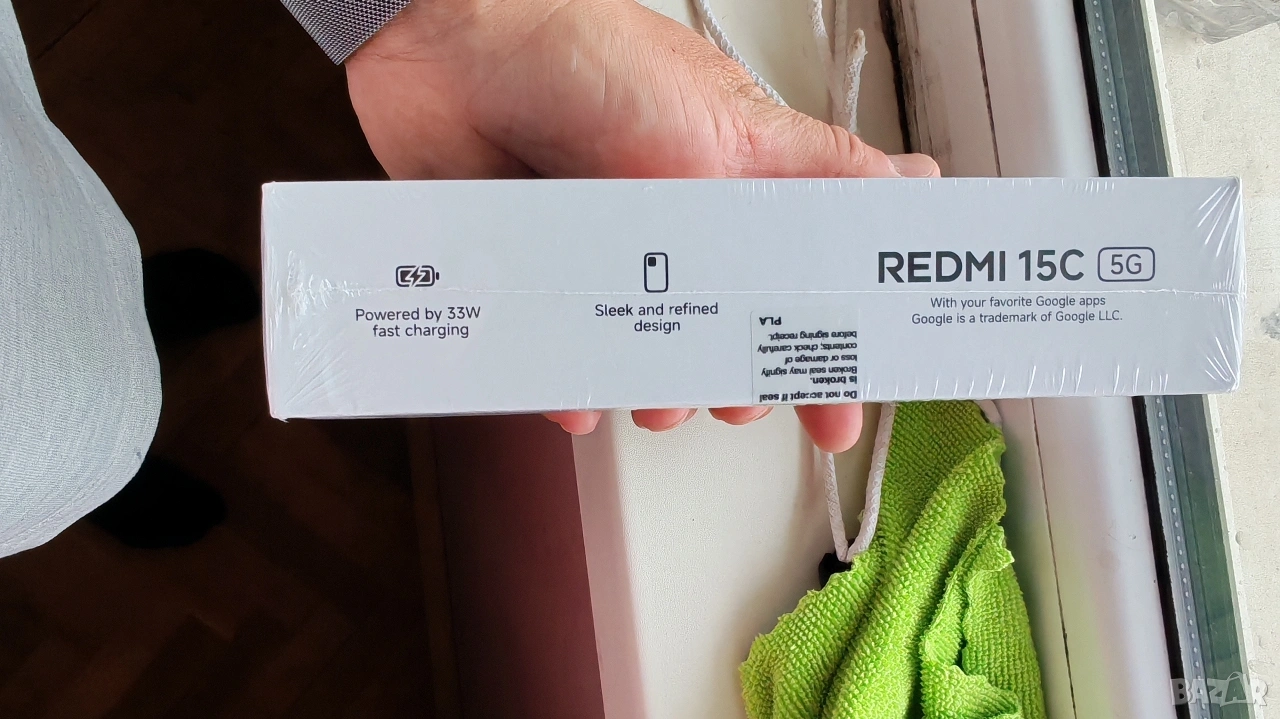 Powered by 33W
fast charging
Sleek and refined
design
REDMI 15C 5G
With your favorite Google apps
Google is a trademark of Google LLC.
Do not accept if seal
is broken.
Broken seal may signify
loss or damage of
contents; check carefully
before signing receipt.
PLA
BAZAR